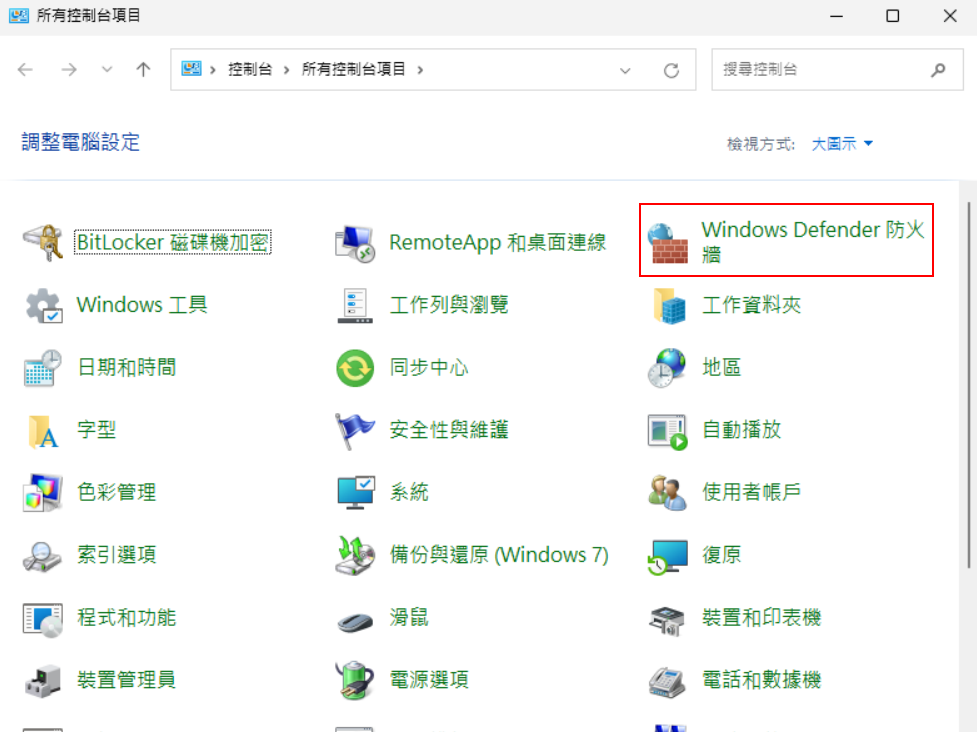 所有控制台項目
控制台 › 所有控制台項目 ›
搜尋控制台
調整電腦設定
檢視方式: 大圖示
BitLocker 磁碟機加密
RemoteApp 和桌面連線
Windows Defender 防火
牆
Windows 工具
工作列與瀏覽
工作資料夾
日期和時間
同步中心
地區
字型
安全性與維護
自動播放
色彩管理
系統
使用者帳戶
索引選項
備份與還原 (Windows 7)
復原
程式和功能
滑鼠
裝置和印表機
裝置管理員
電源選項
電話和數據機